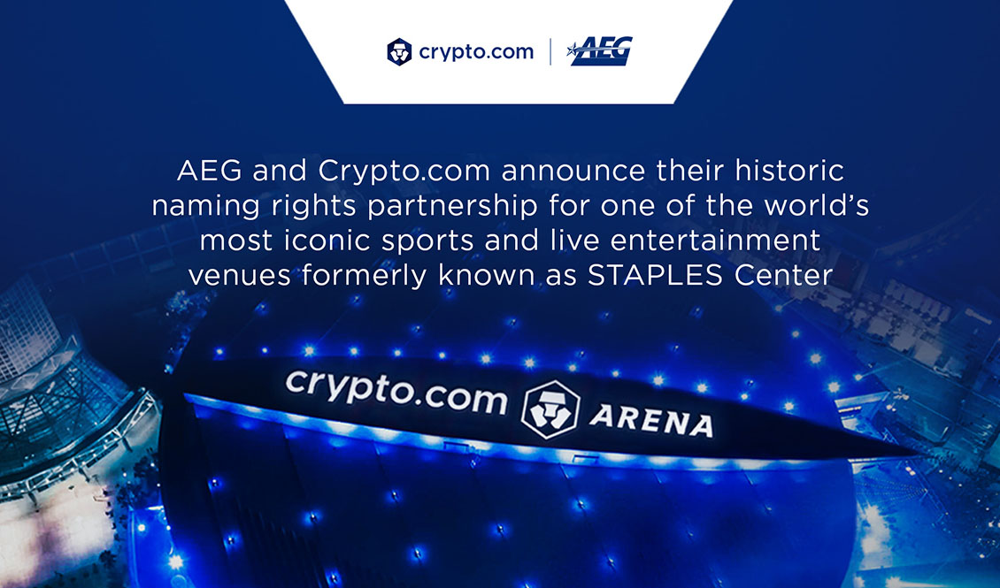 crypto.com | AEG
AEG and Crypto.com announce their historic
naming rights partnership for one of the world’s
most iconic sports and live entertainment
venues formerly known as STAPLES Center
crypto.com ARENA